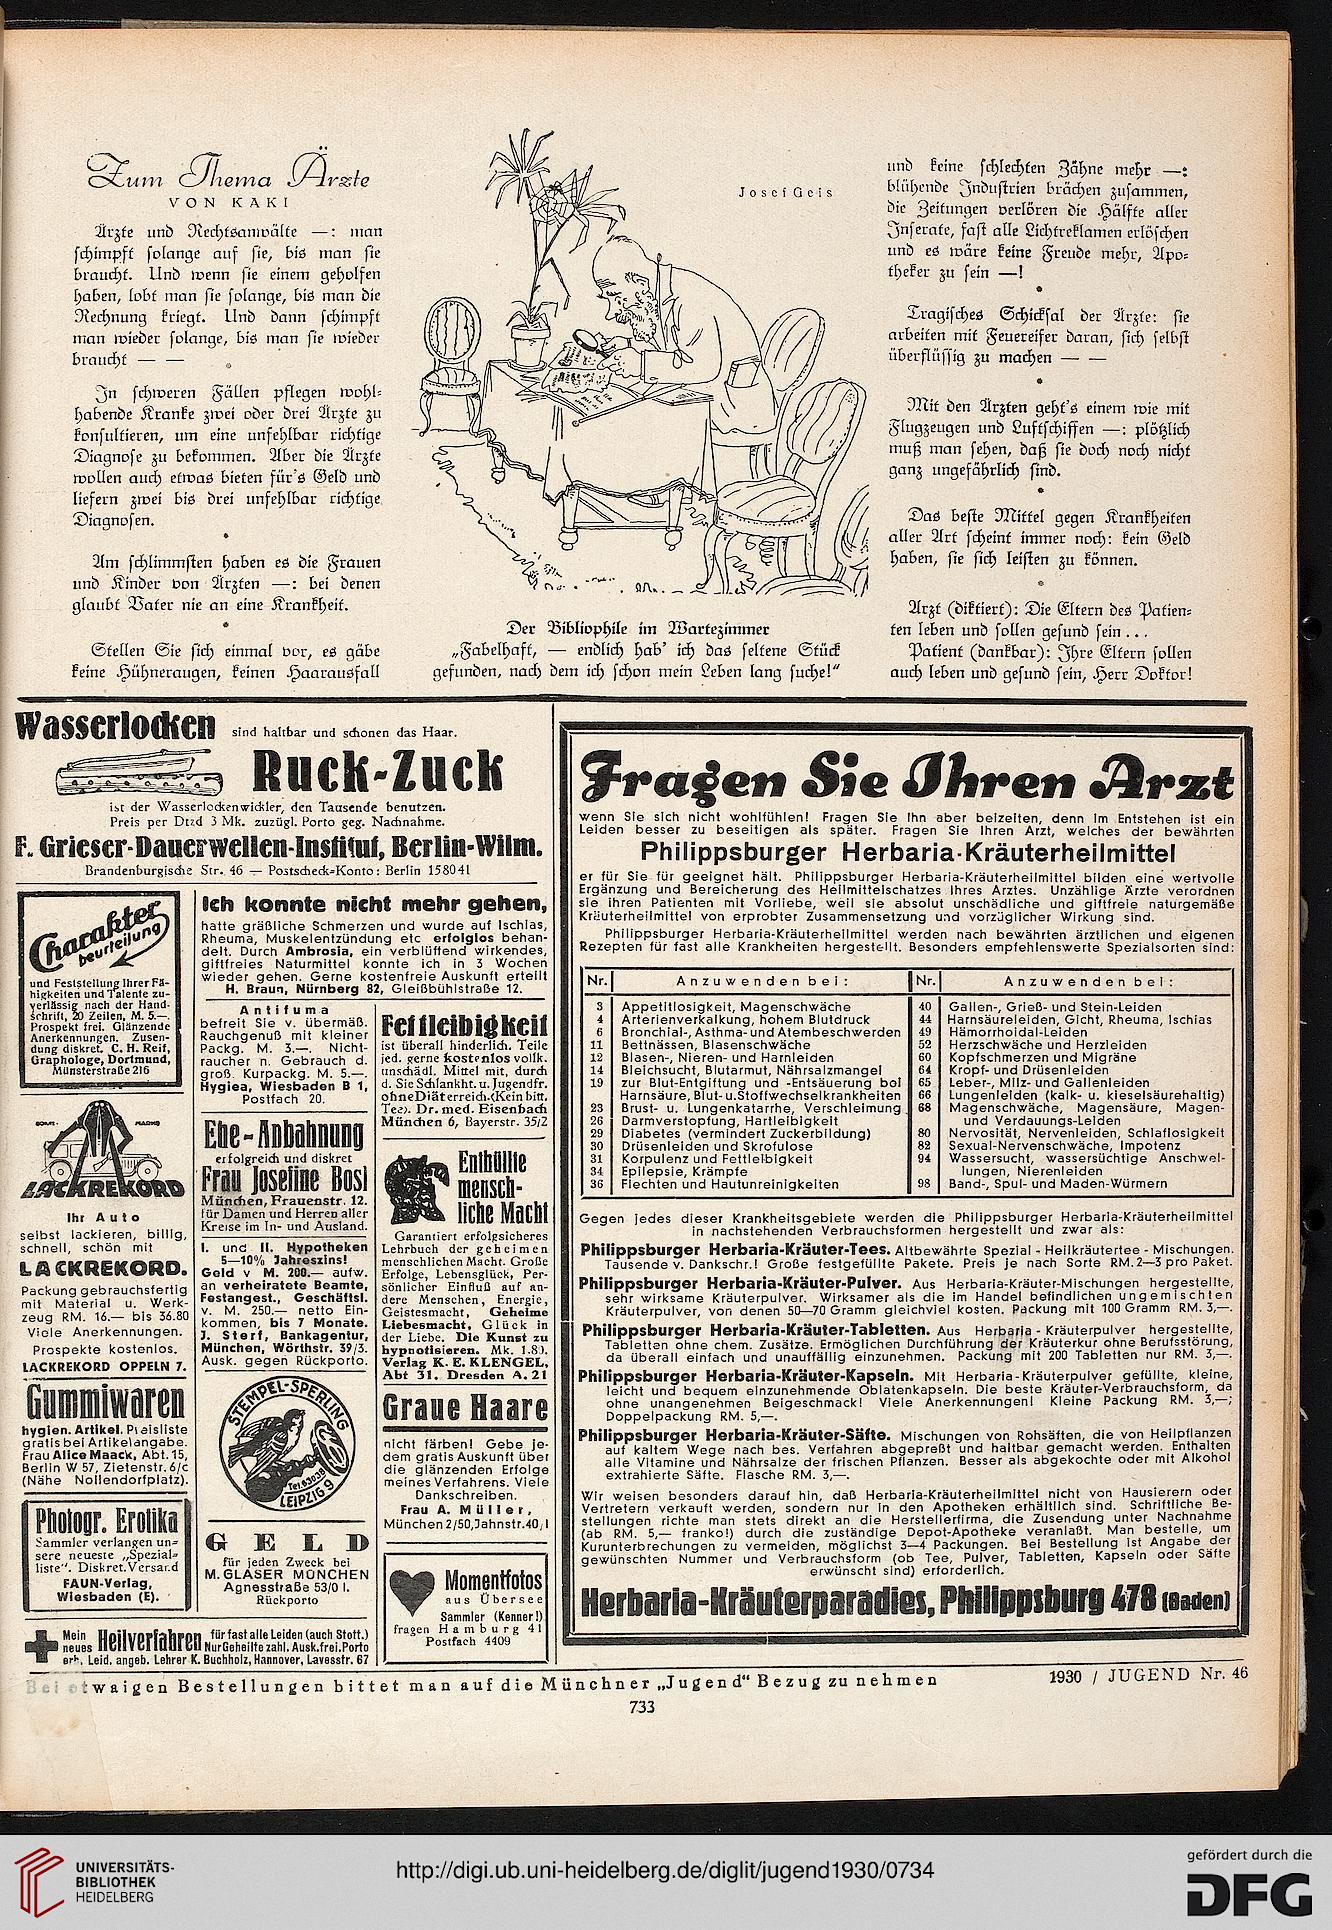 Zum Thema Ärzte
VON KAKI
Ärzte und Rechtsanwälte —: man
schimpft solange auf sie, bis man sie
braucht. Und wenn sie einem geholfen
haben, lobt man sie solange, bis man die
Rechnung kriegt. Und dann schimpft
man wieder solange, bis man sie wieder
braucht — —
In schweren Fällen pflegen wohl-
habende Kranke zwei oder drei Ärzte zu
konsultieren, um eine unfehlbar richtige
Diagnose zu bekommen. Aber die Ärzte
wollen auch etwas bieten für's Geld und
liefern zwei bis drei unfehlbar richtige
Diagnosen.
Am schlimmsten haben es die Frauen
und Kinder von Ärzten —: bei denen
glaubt Vater nie an eine Krankheit.
Stellen Sie sich einmal vor, es gäbe
keine Hühneraugen, keinen Haarausfall
Josef Geis
Der Bibliophile im Wartezimmer
„Fabelhaft, — endlich hab' ich das seltene Stück
gefunden, nach dem ich schon mein Leben lang suche!“
und keine schlechten Zähne mehr —:
blühende Industrien brächen zusammen,
die Zeitungen verlören die Hälfte aller
Inserate, fast alle Lichtreklamen erlöschen
und es wäre keine Freude mehr, Apo-
theker zu sein —!
Tragisches Schicksal der Ärzte: sie
arbeiten mit Feuereifer daran, sich selbst
überflüssig zu machen — —
Mit den Ärzten geht's einem wie mit
Flugzeugen und Luftschiffen —: plötzlich
muß man sehen, daß sie doch noch nicht
ganz ungefährlich sind.
Das beste Mittel gegen Krankheiten
aller Art scheint immer noch: kein Geld
haben, sie sich leisten zu können.
Arzt (diktiert): Die Eltern des Patien-
ten leben und sollen gesund sein ...
Patient (dankbar): Ihre Eltern sollen
auch leben und gesund sein, Herr Doktor!
Wasserlocken sind haltbar und schonen das Haar.
Ruck-Zuck
ist der Wasserlockenwickler, den Tausende benutzen.
Preis per Dtzd 3 Mk. zuzügl. Porto geg. Nachnahme.
F. Grieser-Dauerwellen-Institut, Berlin-Wilm.
Brandenburgische Str. 46 — Postscheck-Konto: Berlin 158041
Charakter
beurteilung
und Feststellung Ihrer Fä-
higkeiten und Talente zu-
verlässig nach der Hand-
schrift, 20 Zeilen, M. 5.—.
Prospekt frei. Glänzende
Anerkennungen. Zusen-
dung diskret. C. H. Reif,
Graphologe, Dortmund,
Münsterstraße 216
LACKREKORD
Ihr Auto
selbst lackieren, billig,
schnell, schön mit
LACKREKORD.
Packung gebrauchsfertig
mit Material u. Werk-
zeug RM. 16.— bis 36.80
Viele Anerkennungen.
Prospekte kostenlos.
LACKREKORD OPPELN 7.
Gummiwaren
hygien. Artikel. Preisliste
gratis bei Artikelangabe.
Frau Alice Maack, Abt. 15,
Berlin W 57, Zietenstr. 6/c
(Nähe Nollendorfplatz).
Photogr. Erotika
Sammler verlangen un-
sere neueste „Spezial-
liste“. Diskret. Versand
FAUN-Verlag,
Wiesbaden (E).
Ich konnte nicht mehr gehen,
hatte gräßliche Schmerzen und wurde auf Ischias,
Rheuma, Muskelentzündung etc erfolglos behan-
delt. Durch Ambrosia, ein verblüffend wirkendes,
giftfreies Naturmittel konnte ich in 3 Wochen
wieder gehen. Gerne kostenfreie Auskunft erteilt
H. Braun, Nürnberg 82, Gleißbühlstraße 12.
Antifuma
befreit Sie v. übermäß.
Rauchgenuß mit kleiner
Packg. M. 3.—. Nicht-
raucher n. Gebrauch d.
groß. Kurpackg. M. 5.—.
Hygiea, Wiesbaden B 1,
Postfach 20.
Ehe-Anbahnung
erfolgreich und diskret
Frau Josefine Bosl
München, Frauenstr. 12.
für Damen und Herren aller
Kreise im In- und Ausland.
I. und II. Hypotheken
5—10% Jahreszins!
Geld v M. 200.— aufw.
an verheiratete Beamte,
Festangest., Geschäftsl.
v. M. 250.— netto Ein-
kommen, bis 7 Monate.
J. Sterf, Bankagentur,
München, Wörthstr. 39/3.
Ausk. gegen Rückporto.
STEMPEL-SPERLING
LEIPZIG 9
GELD
für jeden Zweck bei
M. GLASER MÜNCHEN
Agnesstraße 53/0 I.
Rückporto
Fettleibigkeit
ist überall hinderlich. Teile
jed. gerne kostenlos vollk.
unschädl. Mittel mit, durch
d. Sie Schlankht. u. Jugendfr.
ohne Diät erreich. (Kein bitt.
Tee). Dr. med. Eisenbach
München 6, Bayerstr. 35/2
Enthüllte
mensch-
liche Macht
Garantiert erfolgsicheres
Lehrbuch der geheimen
menschlichen Macht. Große
Erfolge, Lebensglück, Per-
sönlicher Einfluß auf an-
dere Menschen, Energie,
Geistesmacht, Geheime
Liebesmacht, Glück in
der Liebe. Die Kunst zu
hypnotisieren. Mk. 1.80.
Verlag K. E. KLENGEL,
Abt 31. Dresden A. 21
Graue Haare
nicht färben! Gebe je-
dem gratis Auskunft über
die glänzenden Erfolge
meines Verfahrens. Viele
Dankschreiben.
Frau A. Müller,
München 2/50, Jahnstr. 40/I
Momentfotos
aus Übersee
Sammler (Kenner!)
fragen Hamburg 41
Postfach 4409
Mein neues Heilverfahren für fast alle Leiden (auch Stott.)
Nur Geheilte zahl. Ausk. frei. Porto
erb. Leid. angeb. Lehrer K. Buchholz, Hannover, Lavesstr. 67
Fragen Sie Ihren Arzt
wenn Sie sich nicht wohlfühlen! Fragen Sie ihn aber beizeiten, denn im Entstehen ist ein
Leiden besser zu beseitigen als später. Fragen Sie Ihren Arzt, welches der bewährten
Philippsburger Herbaria-Kräuterheilmittel
er für Sie für geeignet hält. Philippsburger Herbaria-Kräuterheilmittel bilden eine wertvolle
Ergänzung und Bereicherung des Heilmittelschatzes Ihres Arztes. Unzählige Ärzte verordnen
sie ihren Patienten mit Vorliebe, weil sie absolut unschädliche und giftfreie naturgemäße
Kräuterheilmittel von erprobter Zusammensetzung und vorzüglicher Wirkung sind.
Philippsburger Herbaria-Kräuterheilmittel werden nach bewährten ärztlichen und eigenen
Rezepten für fast alle Krankheiten hergestellt. Besonders empfehlenswerte Spezialsorten sind:
Nr. Anzuwenden bei:
3 Appetitlosigkeit, Magenschwäche
4 Arterienverkalkung, hohem Blutdruck
6 Bronchial-, Asthma- und Atembeschwerden
11 Bettnässen, Blasenschwäche
12 Blasen-, Nieren- und Harnleiden
14 Bleichsucht, Blutarmut, Nährsalzmangel
19 zur Blut-Entgiftung und -Entsäuerung bei
Harnsäure, Blut- u. Stoffwechselkrankheiten
23 Brust- u. Lungenkatarrhe, Verschleimung
26 Darmverstopfung, Hartleibigkeit
29 Diabetes (vermindert Zuckerbildung)
30 Drüsenleiden und Skrofulose
31 Korpulenz und Fettleibigkeit
34 Epilepsie, Krämpfe
36 Flechten und Hautunreinigkeiten
Nr. Anzuwenden bei:
40 Gallen-, Grieß- und Stein-Leiden
44 Harnsäureleiden, Gicht, Rheuma, Ischias
49 Hämorrhoidal-Leiden
52 Herzschwäche und Herzleiden
60 Kopfschmerzen und Migräne
64 Kropf- und Drüsenleiden
65 Leber-, Milz- und Gallenleiden
66 Lungenleiden (kalk- u. kieselsäurehaltig)
68 Magenschwäche, Magensäure, Magen-
und Verdauungs-Leiden
80 Nervosität, Nervenleiden, Schlaflosigkeit
82 Sexual-Nervenschwäche, Impotenz
94 Wassersucht, wassersüchtige Anschwel-
lungen, Nierenleiden
98 Band-, Spul- und Maden-Würmern
Gegen jedes dieser Krankheitsgebiete werden die Philippsburger Herbaria-Kräuterheilmittel
in nachstehenden Verbrauchsformen hergestellt und zwar als:
Philippsburger Herbaria-Kräuter-Tees. Altbewährte Spezial-Heilkräutertee-Mischungen.
Tausende v. Dankschr.! Große festgefüllte Pakete. Preis je nach Sorte RM. 2—3 pro Paket.
Philippsburger Herbaria-Kräuter-Pulver. Aus Herbaria-Kräuter-Mischungen hergestellte,
sehr wirksame Kräuterpulver. Wirksamer als die im Handel befindlichen ungemischten
Kräuterpulver, von denen 50—70 Gramm gleichviel kosten. Packung mit 100 Gramm RM. 3,—.
Philippsburger Herbaria-Kräuter-Tabletten. Aus Herbaria-Kräuterpulver hergestellte,
Tabletten ohne chem. Zusätze. Ermöglichen Durchführung der Kräuterkur ohne Berufsstörung,
da überall einfach und unauffällig einzunehmen. Packung mit 200 Tabletten nur RM. 3,—.
Philippsburger Herbaria-Kräuter-Kapseln. Mit Herbaria-Kräuterpulver gefüllte, kleine,
leicht und bequem einzunehmende Oblatenkapseln. Die beste Kräuter-Verbrauchsform, da
ohne unangenehmen Beigeschmack! Viele Anerkennungen! Kleine Packung RM. 3,—;
Doppelpackung RM. 5,—.
Philippsburger Herbaria-Kräuter-Säfte. Mischungen von Rohsäften, die von Heilpflanzen
auf kaltem Wege nach bes. Verfahren abgepreßt und haltbar gemacht werden. Enthalten
alle Vitamine und Nährsalze der frischen Pflanzen. Besser als abgekochte oder mit Alkohol
extrahierte Säfte. Flasche RM. 3,—.
Wir weisen besonders darauf hin, daß Herbaria-Kräuterheilmittel nicht von Hausierern oder
Vertretern verkauft werden, sondern nur in den Apotheken erhältlich sind. Schriftliche Be-
stellungen richte man stets direkt an die Herstellerfirma, die Zusendung unter Nachnahme
(ab RM. 5,— franko!) durch die zuständige Depot-Apotheke veranlaßt. Man bestelle, um
Kurunterbrechungen zu vermeiden, möglichst 3—4 Packungen. Bei Bestellung ist Angabe der
gewünschten Nummer und Verbrauchsform (ob Tee, Pulver, Tabletten, Kapseln oder Säfte
erwünscht sind) erforderlich.
Herbaria-Kräuterparadies, Philippsburg 478 (Baden)
Bei etwaigen Bestellungen bittet man auf die Münchner „Jugend“ Bezug zu nehmen
1930 / JUGEND Nr. 46
733
UNIVERSITÄTS-
BIBLIOTHEK
HEIDELBERG
http://digi.ub.uni-heidelberg.de/diglit/jugend1930/0734
gefördert durch die
DFG